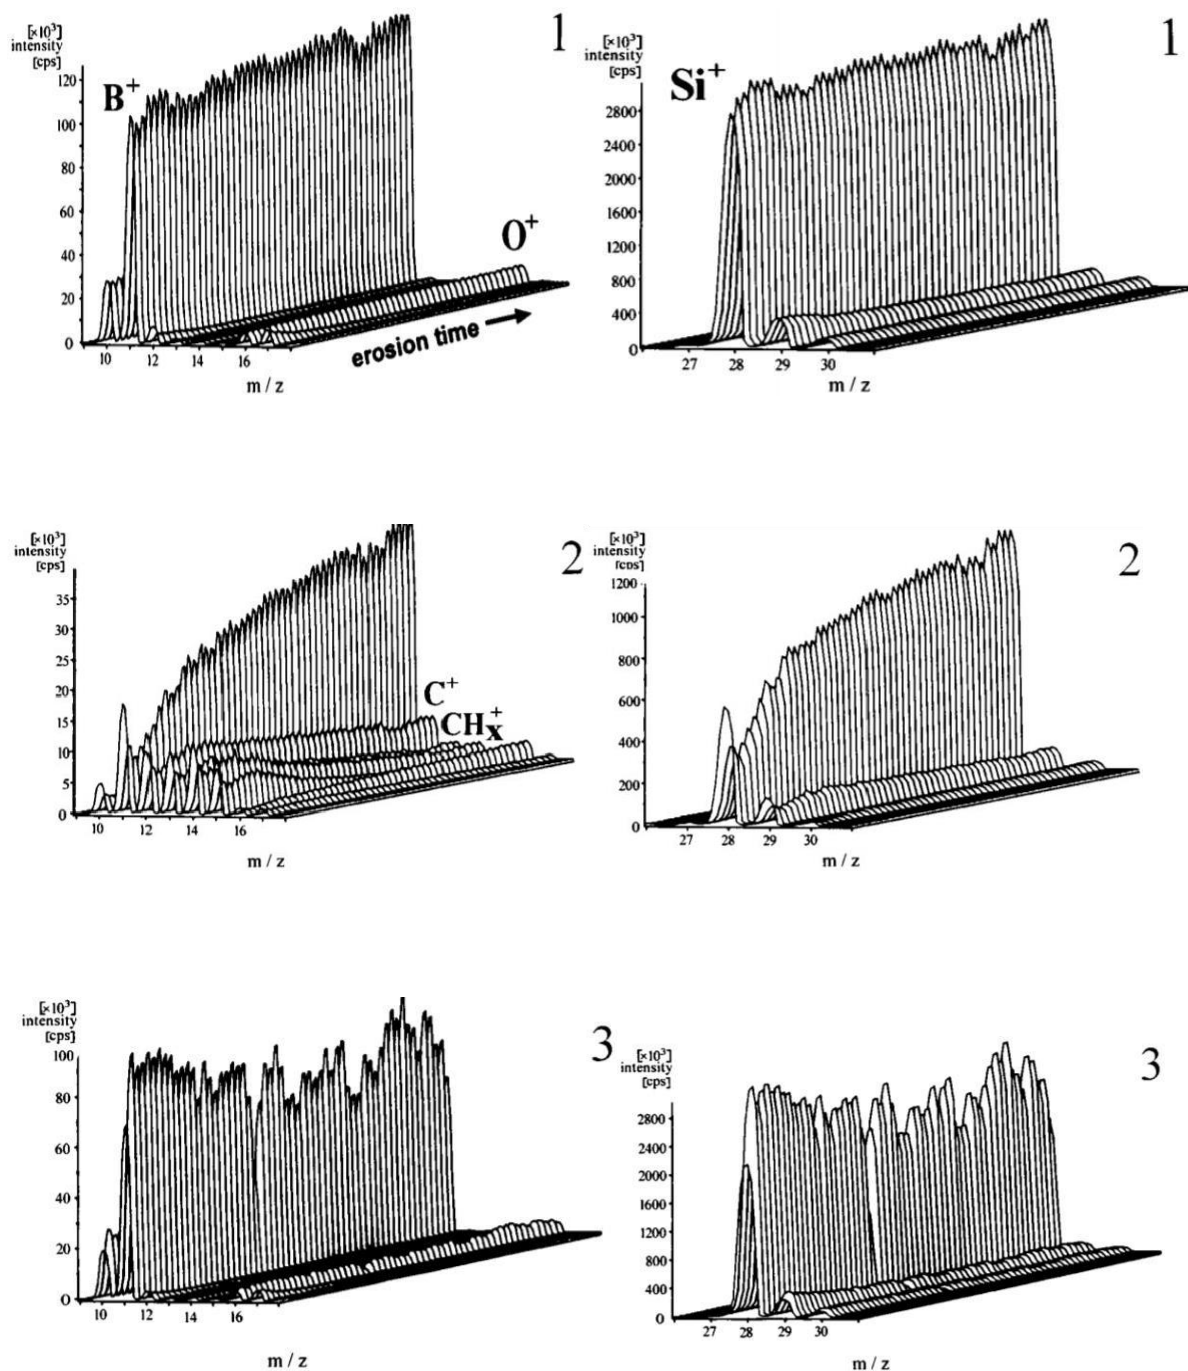 [×10³]
intensity
[cps]
1
B⁺
120
100
80
60
40
20
0
O⁺
erosion time
10 12 14 16
m / z
[×10³]
intensity
[cps]
1
Si⁺
2800
2400
2000
1600
1200
800
400
0
27 28 29 30
m / z
[×10³]
intensity
[cps]
2
35
30
25
20
15
10
5
0
C⁺
CHₓ⁺
10 12 14 16
m / z
[×10³]
intensity
[cps]
2
1200
1000
800
600
400
200
0
27 28 29 30
m / z
[×10³]
intensity
[cps]
3
100
80
60
40
20
0
10 12 14 16
m / z
[×10³]
intensity
[cps]
3
2800
2400
2000
1600
1200
800
400
0
27 28 29 30
m / z